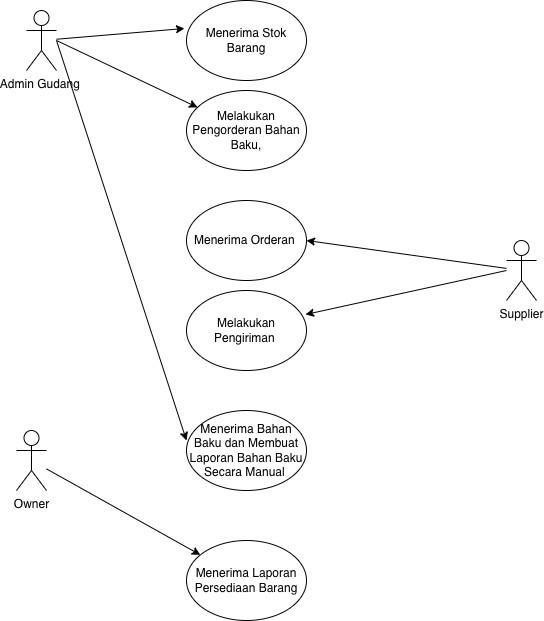 Menerima Stok
Barang
Admin Gudang
Melakukan
Pengorderan Bahan
Baku,
Menerima Orderan
Melakukan
Pengiriman
Supplier
Menerima Bahan
Baku dan Membuat
Laporan Bahan Baku
Secara Manual
Owner
Menerima Laporan
Persediaan Barang